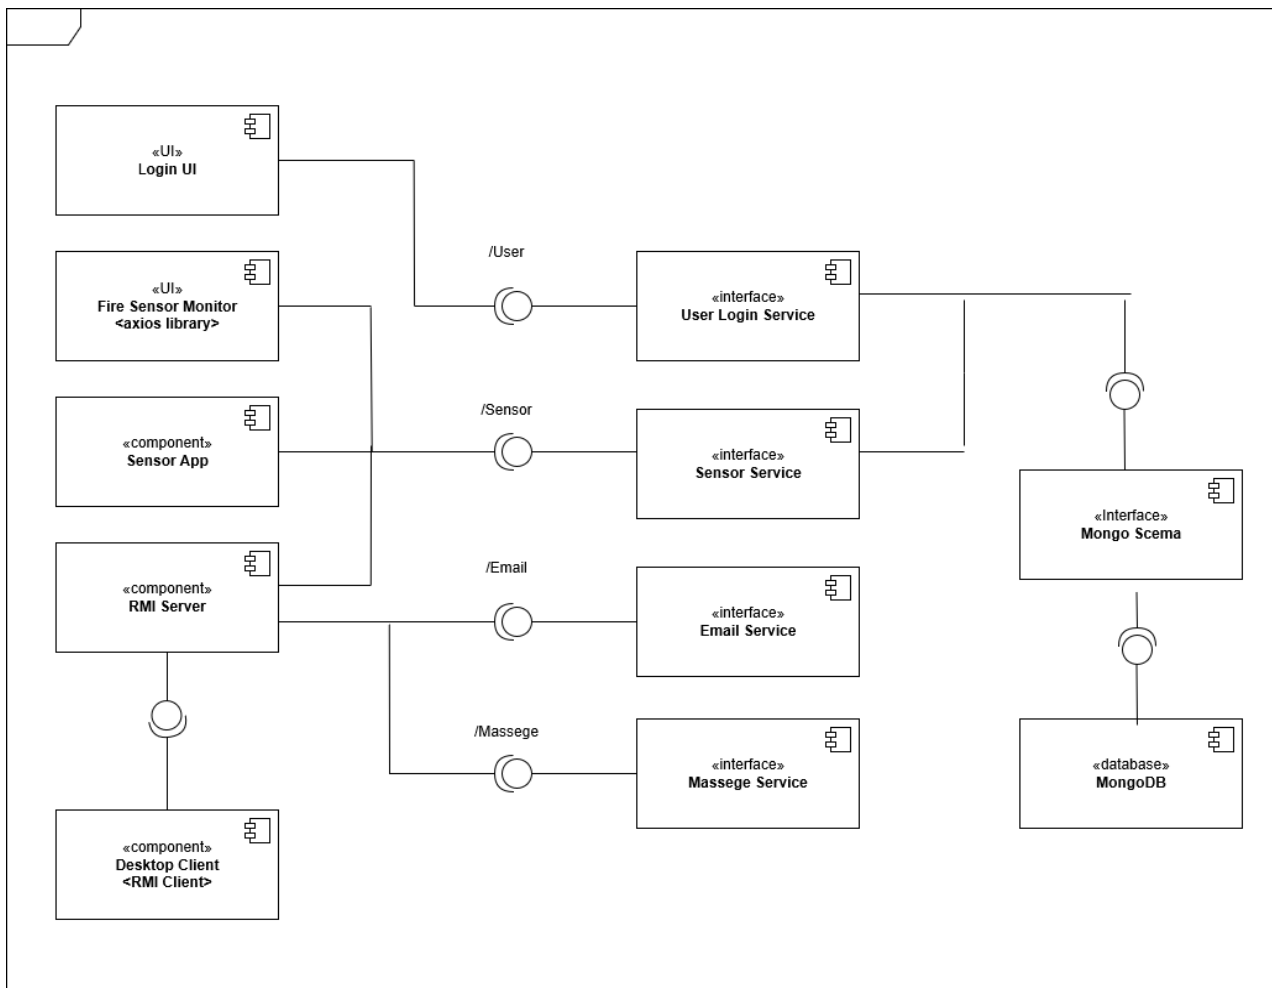 «UI»
Login UI
/User
«UI»
Fire Sensor Monitor
<axios library>
«interface»
User Login Service
/Sensor
«component»
Sensor App
«interface»
Sensor Service
«Interface»
Mongo Scema
/Email
«component»
RMI Server
«interface»
Email Service
/Massege
«interface»
Massege Service
«database»
MongoDB
«component»
Desktop Client
<RMI Client>